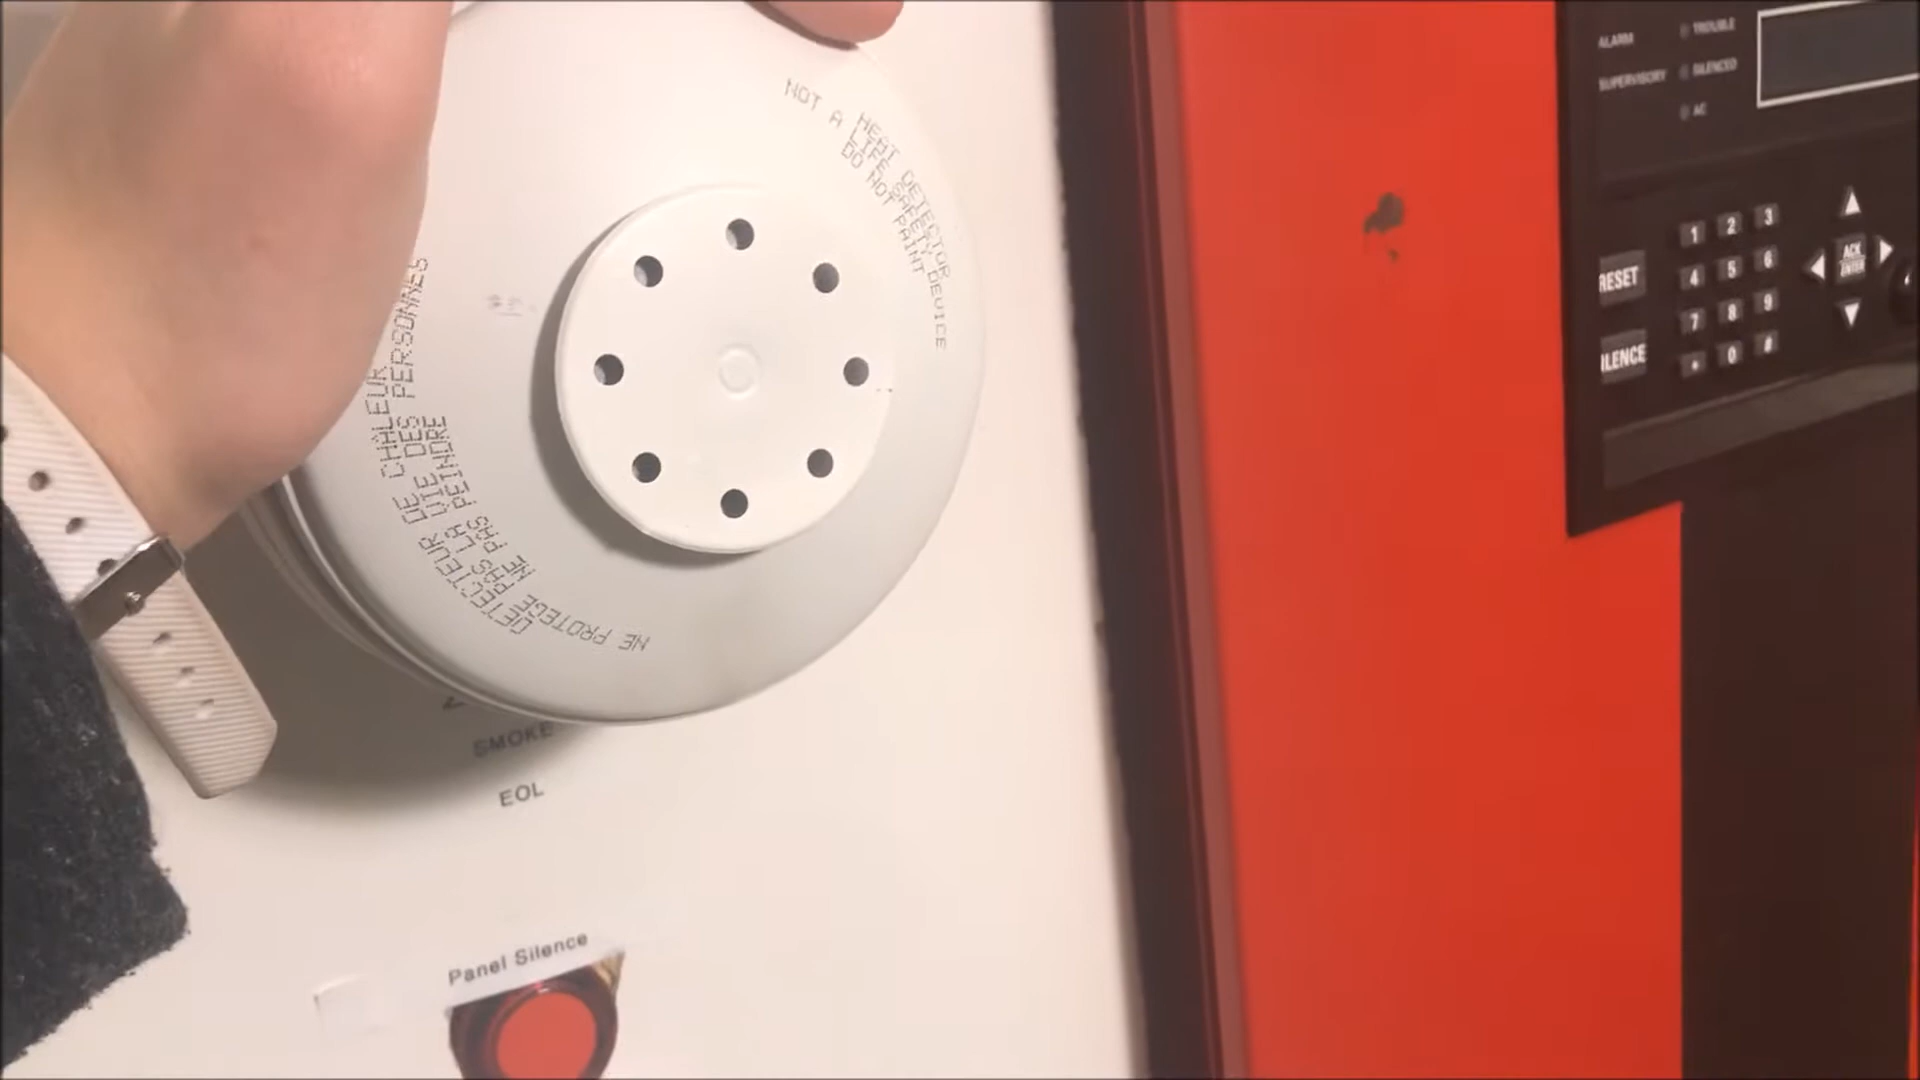 HEAT DETECTOR
NOT A LIFE SAFETY DEVICE
DO NOT PAINT
DETECTEUR DE CHALEUR
NE PROTEGE PAS LA VIE DES PERSONNES
NE PAS PEINDRE
SMOKE
EOL
Panel Silence
ALARM
TROUBLE
SUPERVISORY
SILENCED
AC
RESET
ILENCE
1 2 3
4 5 6
7 8 9
* 0 #
ACK
ENTER